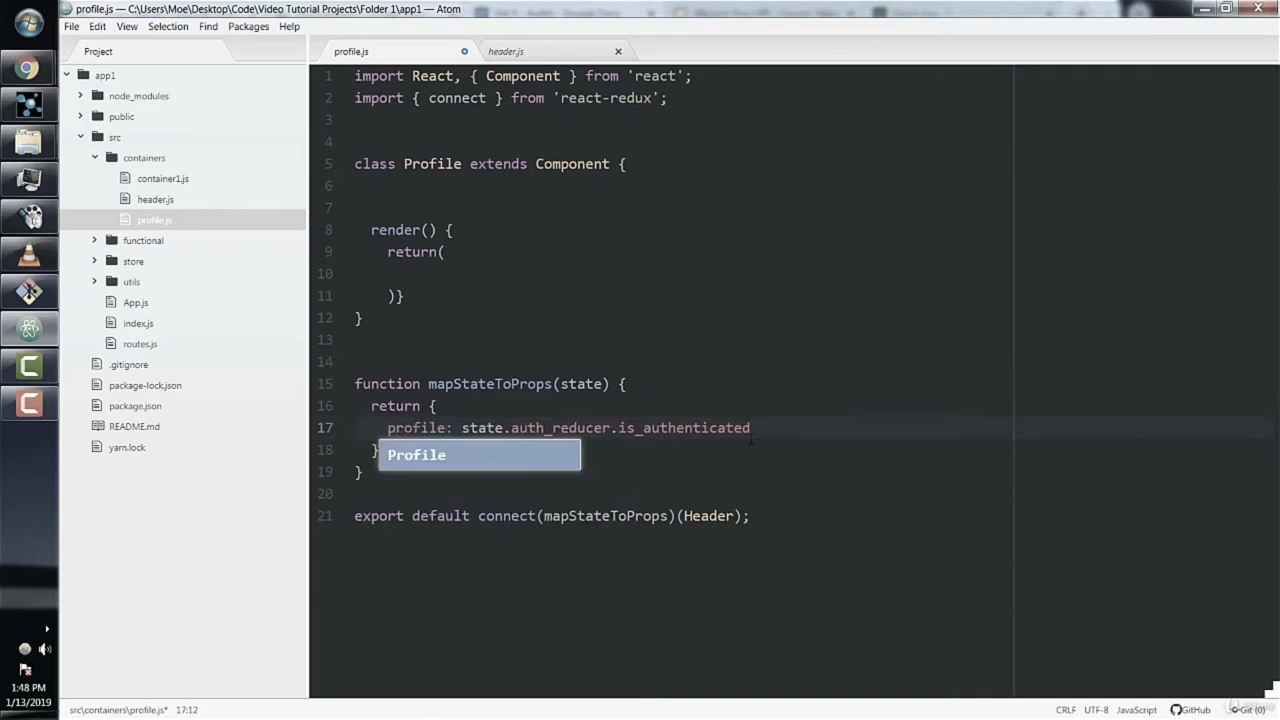 profile.js — C:\Users\Moe\Desktop\Code\Video Tutorial Projects\Folder 1\app1 — Atom
File Edit View Selection Find Packages Help
Project
profile.js
header.js
app1
node_modules
public
src
containers
container1.js
header.js
profile.js
functional
store
utils
App.js
index.js
routes.js
.gitignore
package-lock.json
package.json
README.md
yarn.lock
1 import React, { Component } from 'react';
2 import { connect } from 'react-redux';
3
4
5 class Profile extends Component {
6
7
8 render() {
9 return(
10
11 )}
12 }
13
14
15 function mapStateToProps(state) {
16 return {
17 profile: state.auth_reducer.is_authenticated
18 }
Profile
19 }
20
21 export default connect(mapStateToProps)(Header);
1:48 PM
1/13/2019
src\containers\profile.js* 17:12
CRLF UTF-8 JavaScript GitHub Git (0)